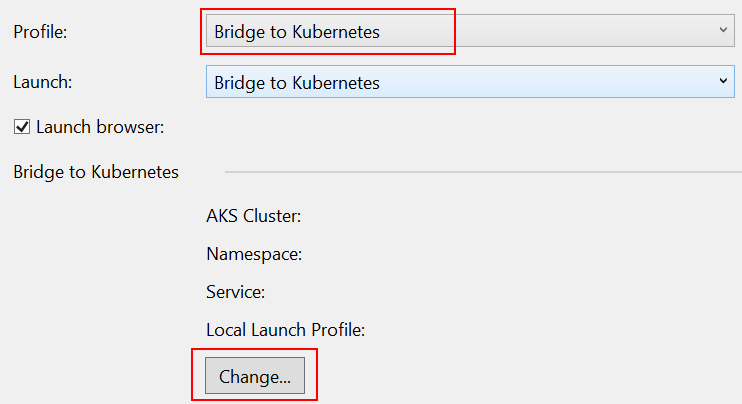 Profile: Bridge to Kubernetes
Launch: Bridge to Kubernetes
Launch browser:
Bridge to Kubernetes
AKS Cluster:
Namespace:
Service:
Local Launch Profile:
Change...